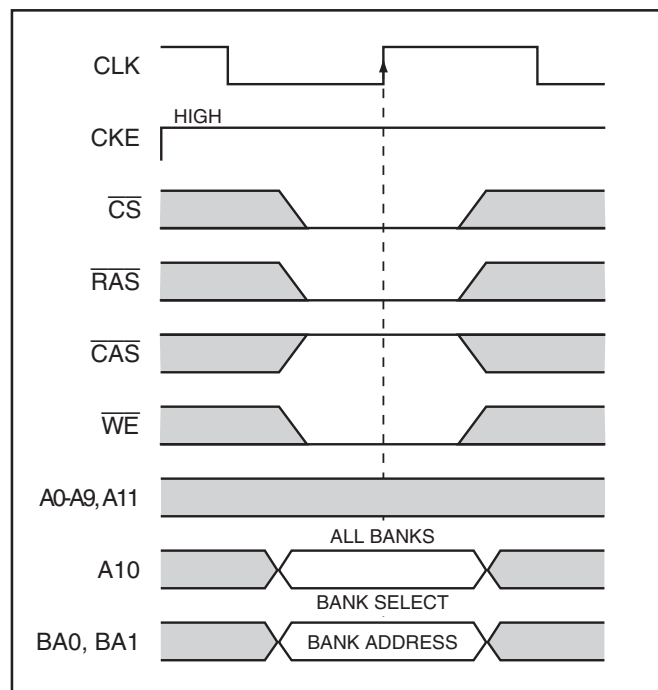 CLK
HIGH
CKE
CS
RAS
CAS
WE
A0-A9, A11
ALL BANKS
A10
BANK SELECT
BA0, BA1
BANK ADDRESS